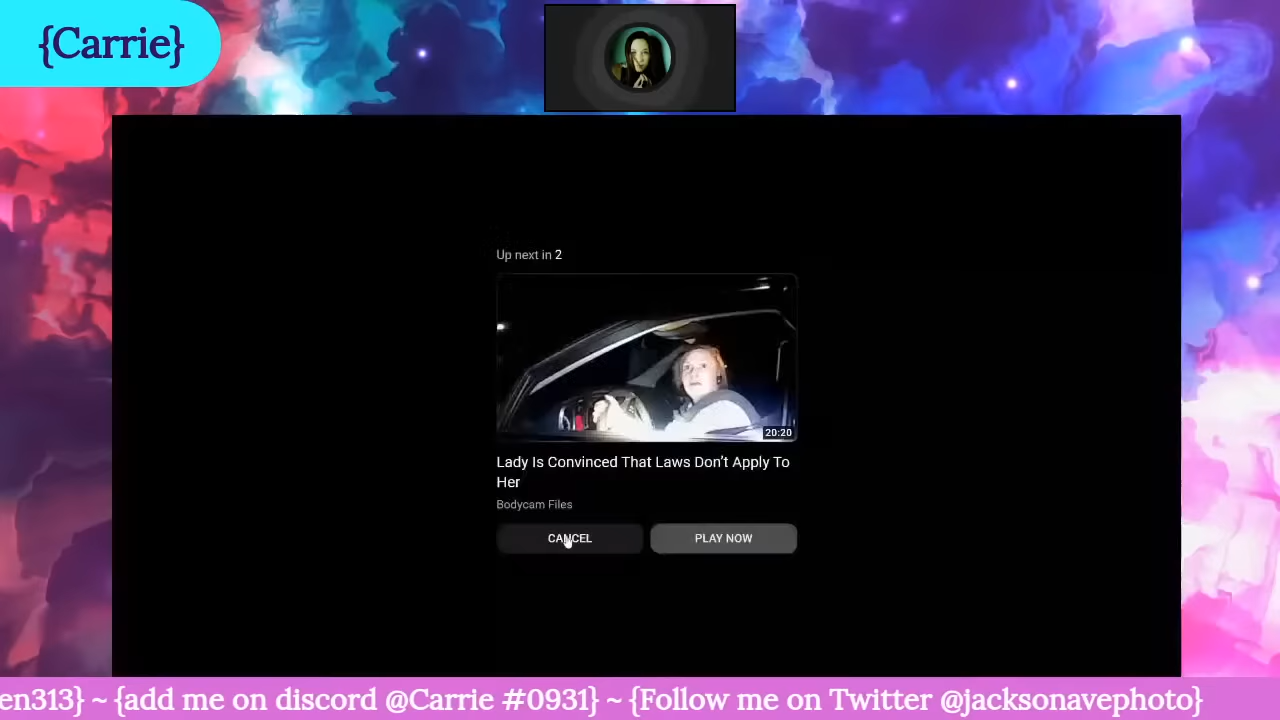 {Carrie}
Up next in 2
20:20
Lady Is Convinced That Laws Don’t Apply To
Her
Bodycam Files
CANCEL
PLAY NOW
en313} ~ {add me on discord @Carrie #0931} ~ {Follow me on Twitter @jacksonavephoto}